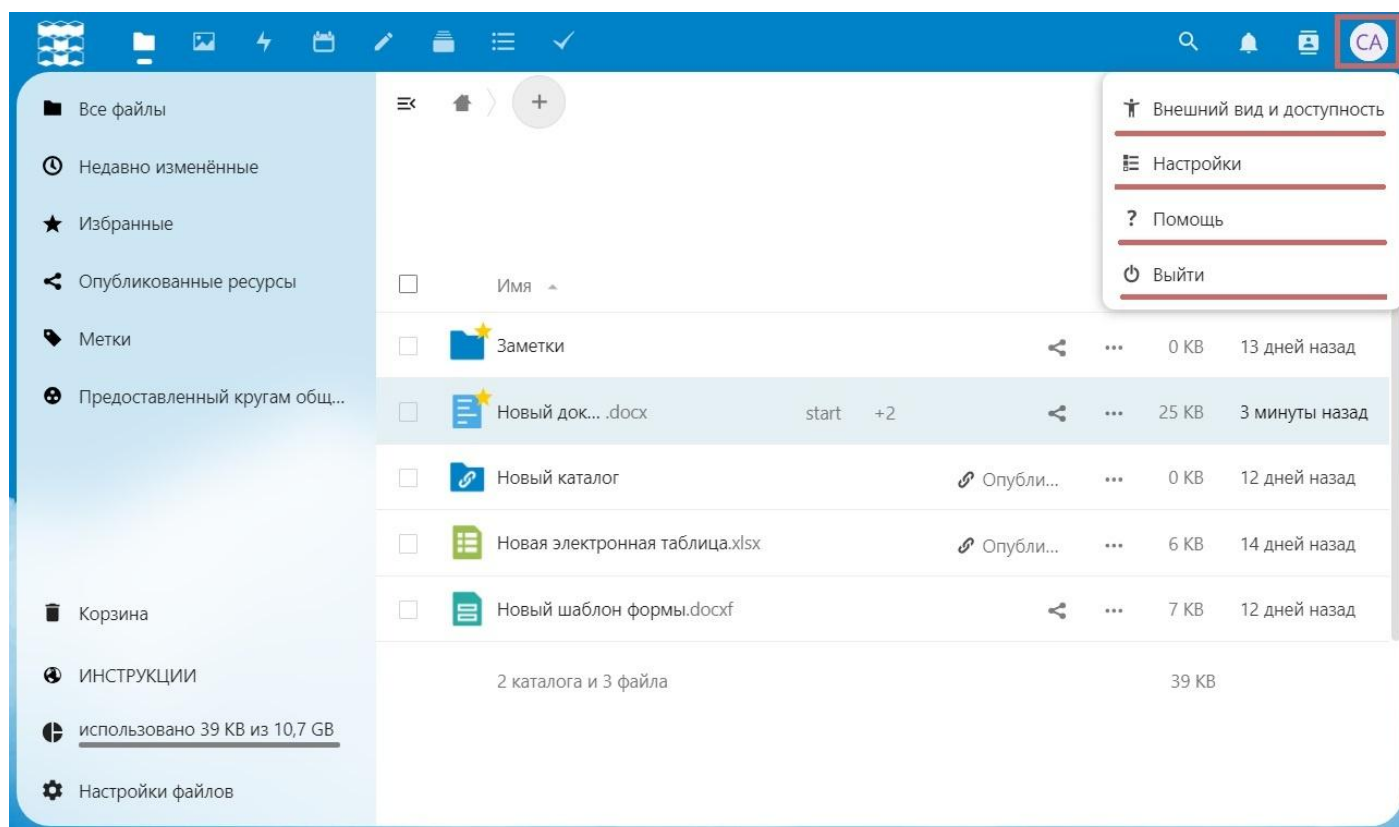 CA
Все файлы
Недавно изменённые
Избранные
Опубликованные ресурсы
Метки
Предоставленный кругам общ...
Корзина
ИНСТРУКЦИИ
использовано 39 KB из 10,7 GB
Настройки файлов
Внешний вид и доступность
Настройки
? Помощь
Выйти
Имя
Заметки 0 KB 13 дней назад
Новый док... .docx start +2 25 KB 3 минуты назад
Новый каталог Опубли... 0 KB 12 дней назад
Новая электронная таблица.xlsx Опубли... 6 KB 14 дней назад
Новый шаблон формы.docxf 7 KB 12 дней назад
2 каталога и 3 файла 39 KB